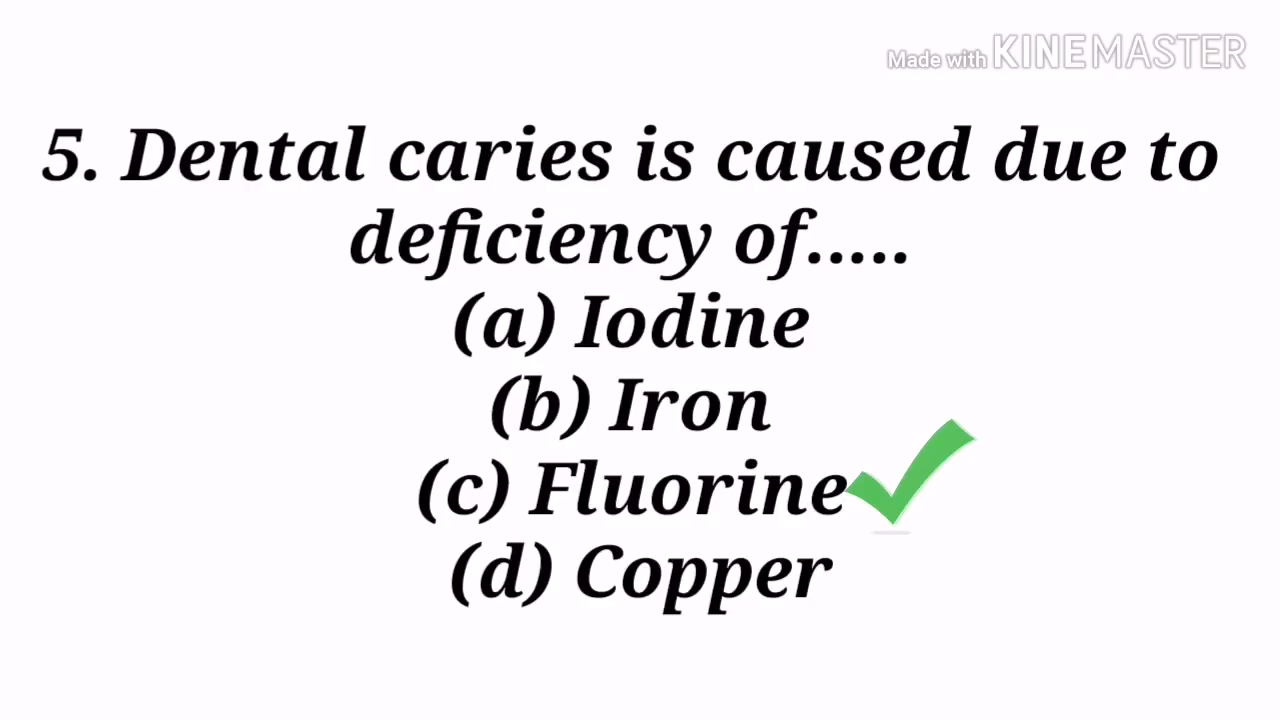 Made with KINEMASTER
5. Dental caries is caused due to
deficiency of.....
(a) Iodine
(b) Iron
(c) Fluorine
(d) Copper